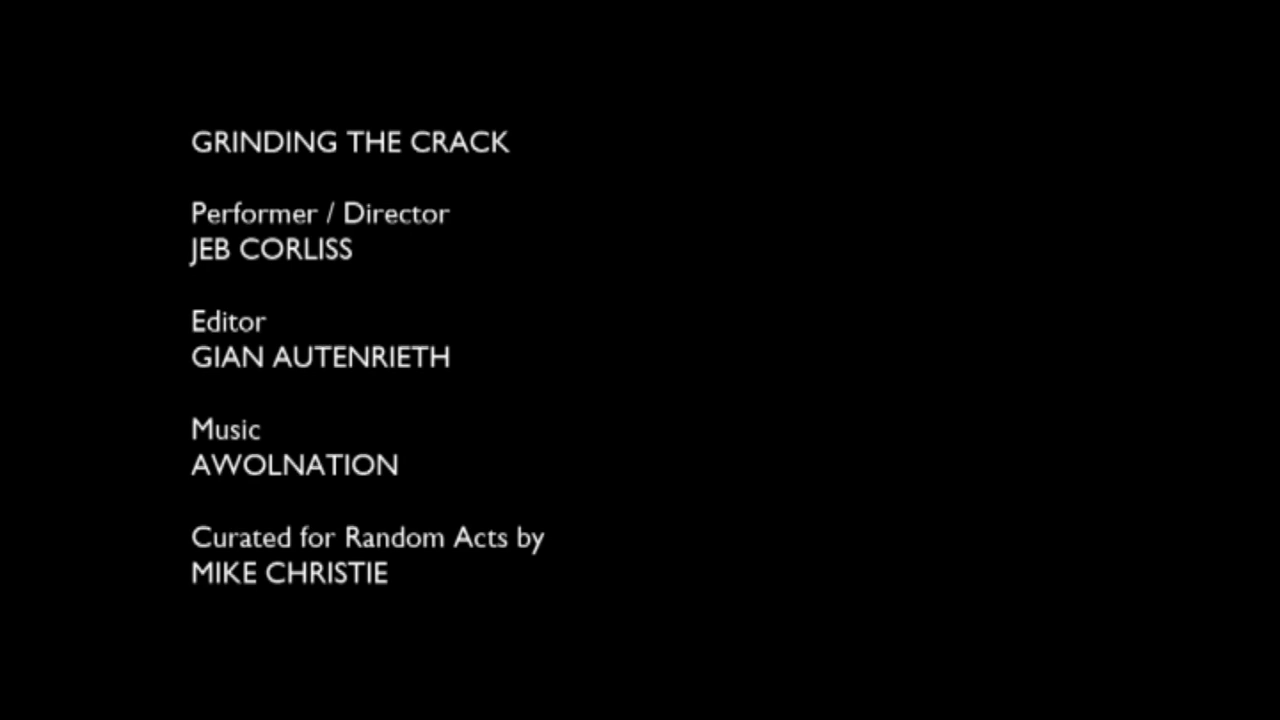 GRINDING THE CRACK
Performer / Director
JEB CORLISS
Editor
GIAN AUTENRIETH
Music
AWOLNATION
Curated for Random Acts by
MIKE CHRISTIE